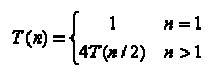 T(n) = { 1 n = 1
4T(n/2) n > 1